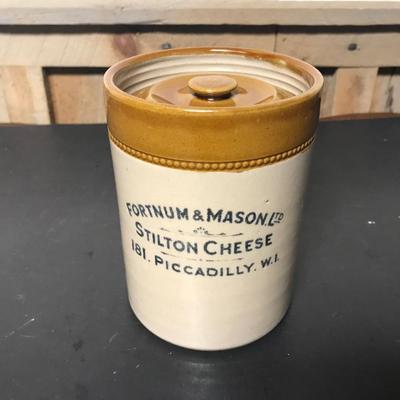 FORTNUM & MASON, LTD
STILTON CHEESE
181. PICCADILLY. W.1.